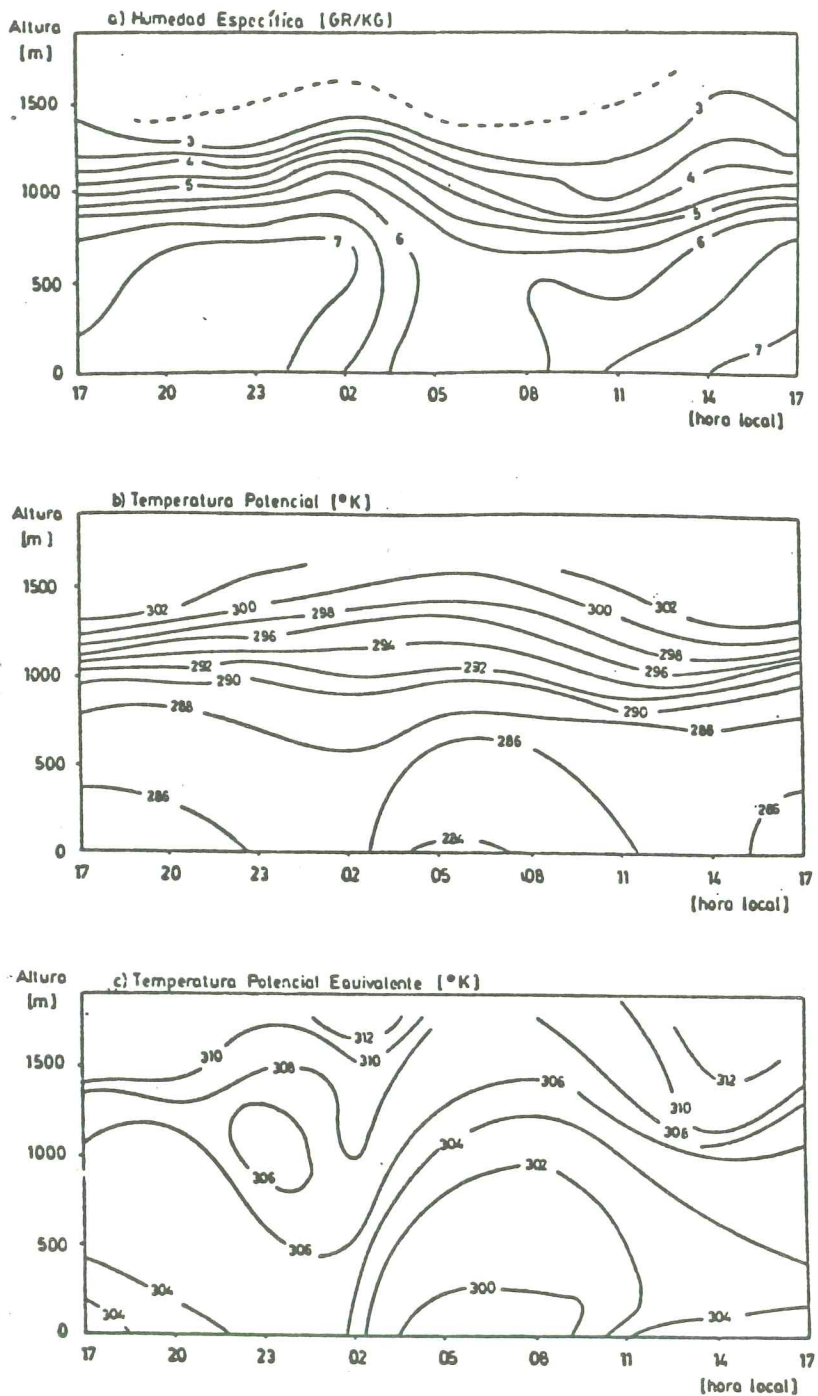 a) Humedad Específica [GR/KG]
Altura
[m]
1500
1000
500
0
3
3
4
4
5
5
6
6
7
7
17 20 23 02 05 08 11 14 17
[hora local]
b) Temperatura Potencial [°K]
Altura
[m]
1500
1000
500
0
302 300 298 300 302
296 294 298
292 292 296
290 290
288 288
286
286 286
284
17 20 23 02 05 08 11 14 17
[hora local]
c) Temperatura Potencial Equivalente [°K]
Altura
[m]
1500
1000
500
0
312
310 310
308 306 312
310
308
304
306 302
306
304 300
304 304
17 20 23 02 05 08 11 14 17
[hora local]